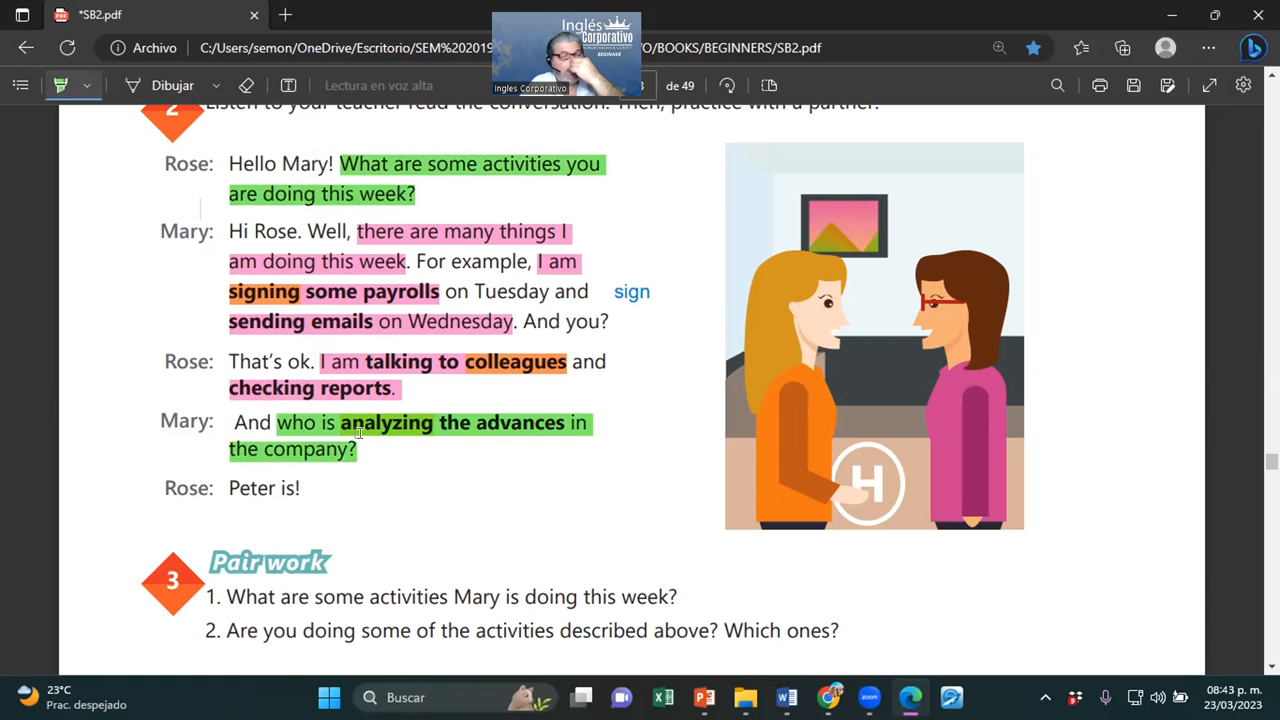 *SB2.pdf
Archivo
C:/Users/semon/OneDrive/Escritorio/SEM%202019
O/BOOKS/BEGINNERS/SB2.pdf
Inglés
Corporativo
BEGINNER
Ingles Corporativo
Dibujar
Lectura en voz alta
de 49
2
Listen to your teacher read the conversation. Then, practice with a partner.
Rose: Hello Mary! What are some activities you
are doing this week?
Mary: Hi Rose. Well, there are many things I
am doing this week. For example, I am
signing some payrolls on Tuesday and sign
sending emails on Wednesday. And you?
Rose: That's ok. I am talking to colleagues and
checking reports.
Mary: And who is analyzing the advances in
the company?
Rose: Peter is!
H
3 Pair work
1. What are some activities Mary is doing this week?
2. Are you doing some of the activities described above? Which ones?
23°C
Prac. despejado
Buscar
zoom
08:43 p. m.
23/03/2023